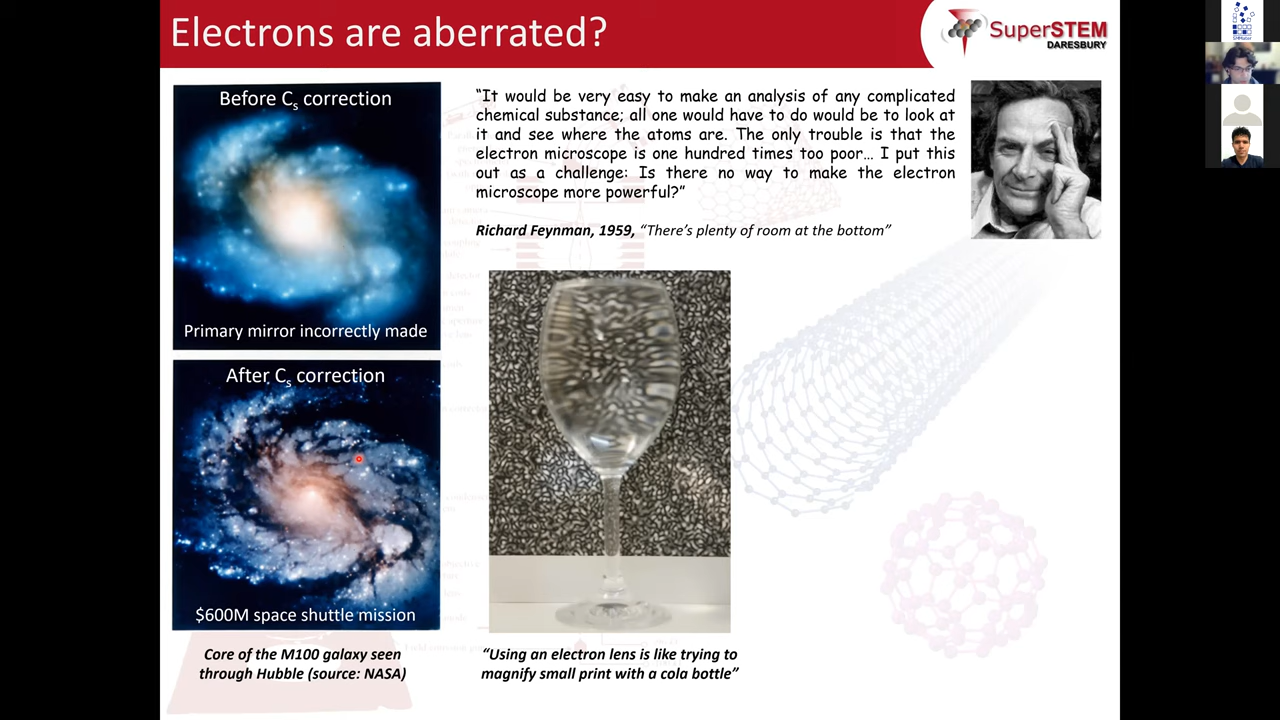 Electrons are aberrated?
SuperSTEM
DARESBURY
Before Cs correction
Primary mirror incorrectly made
After Cs correction
$600M space shuttle mission
Core of the M100 galaxy seen
through Hubble (source: NASA)
“It would be very easy to make an analysis of any complicated
chemical substance; all one would have to do would be to look at
it and see where the atoms are. The only trouble is that the
electron microscope is one hundred times too poor… I put this
out as a challenge: Is there no way to make the electron
microscope more powerful?”
Richard Feynman, 1959, “There’s plenty of room at the bottom”
“Using an electron lens is like trying to
magnify small print with a cola bottle”